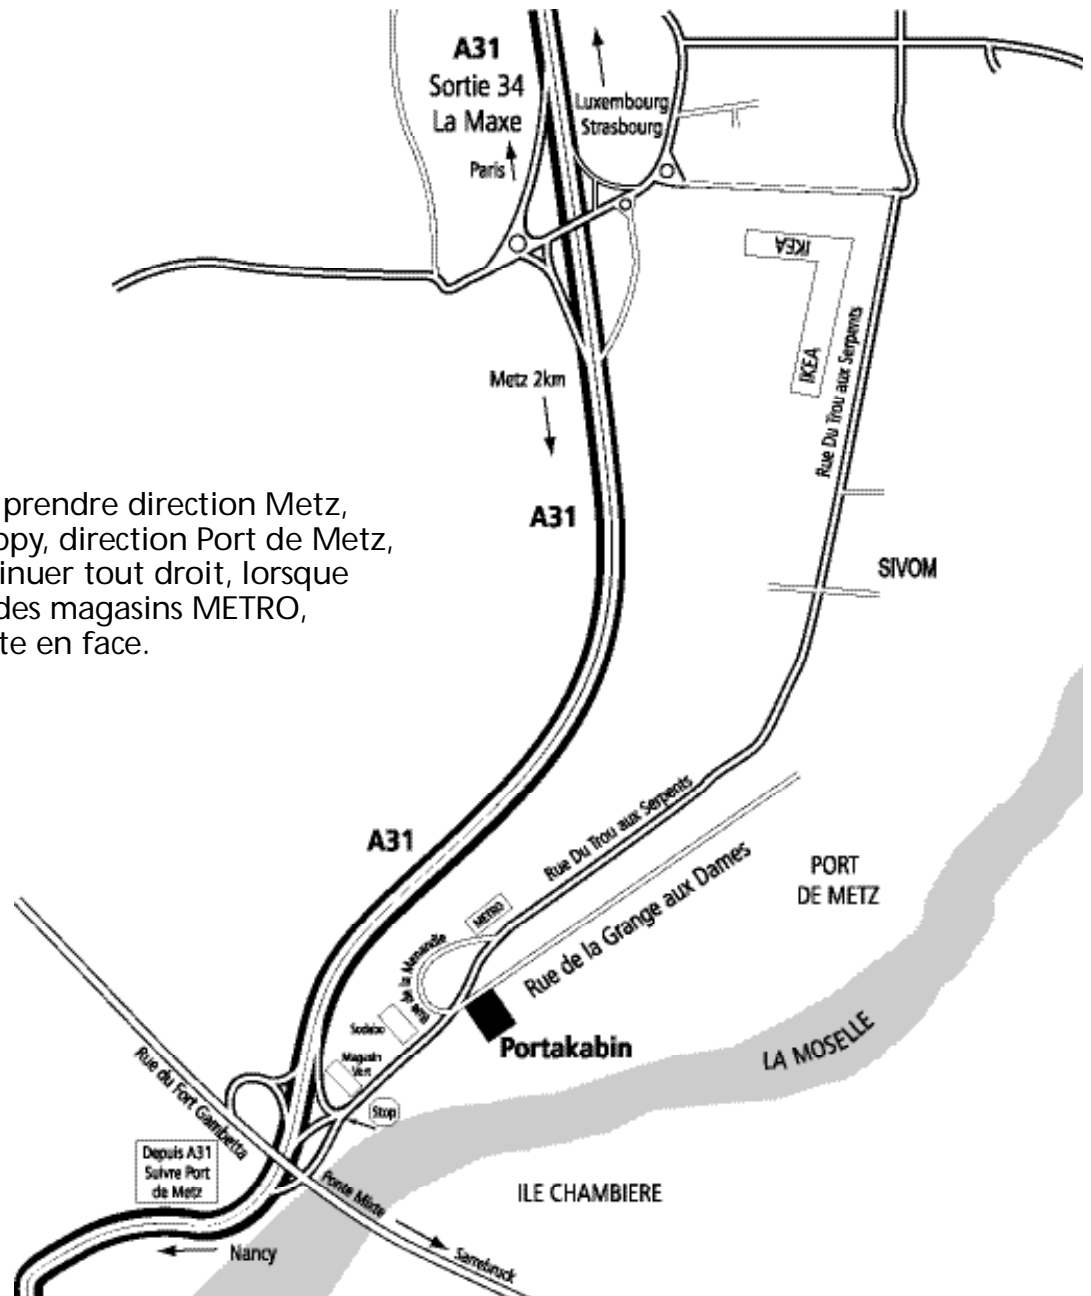 A31
Sortie 34
La Maxe
Paris
Luxembourg
Strasbourg
IKEA
IKEA
Rue Du Trou aux Serpents
Metz 2km
prendre direction Metz,
ppy, direction Port de Metz,
tinuer tout droit, lorsque
des magasins METRO,
te en face.
A31
SIVOM
A31
Rue Du Trou aux Serpents
PORT
DE METZ
METRO
Rue de la Grange aux Dames
Rue de la
Sodebo
Portakabin
LA MOSELLE
Magasin
Vert
Stop
Rue du Fort Gambetta
Depuis A31
Suivre Port
de Metz
Ponte Mixte
ILE CHAMBIERE
Nancy
Sarrebruck